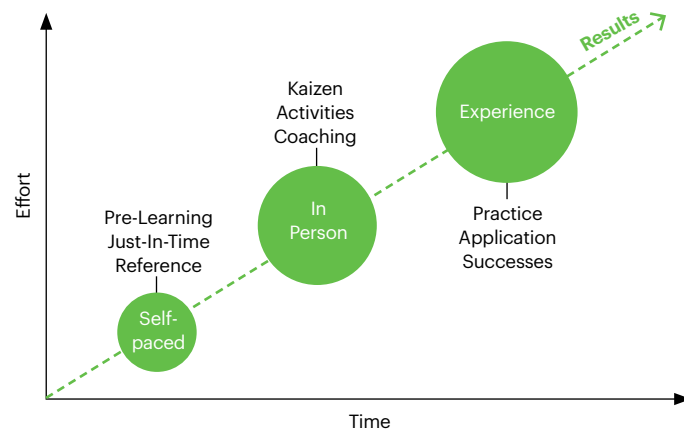 Results
Kaizen
Activities
Coaching
Experience
Effort
Pre-Learning
Just-In-Time
Reference
In
Person
Practice
Application
Successes
Self-
paced
Time